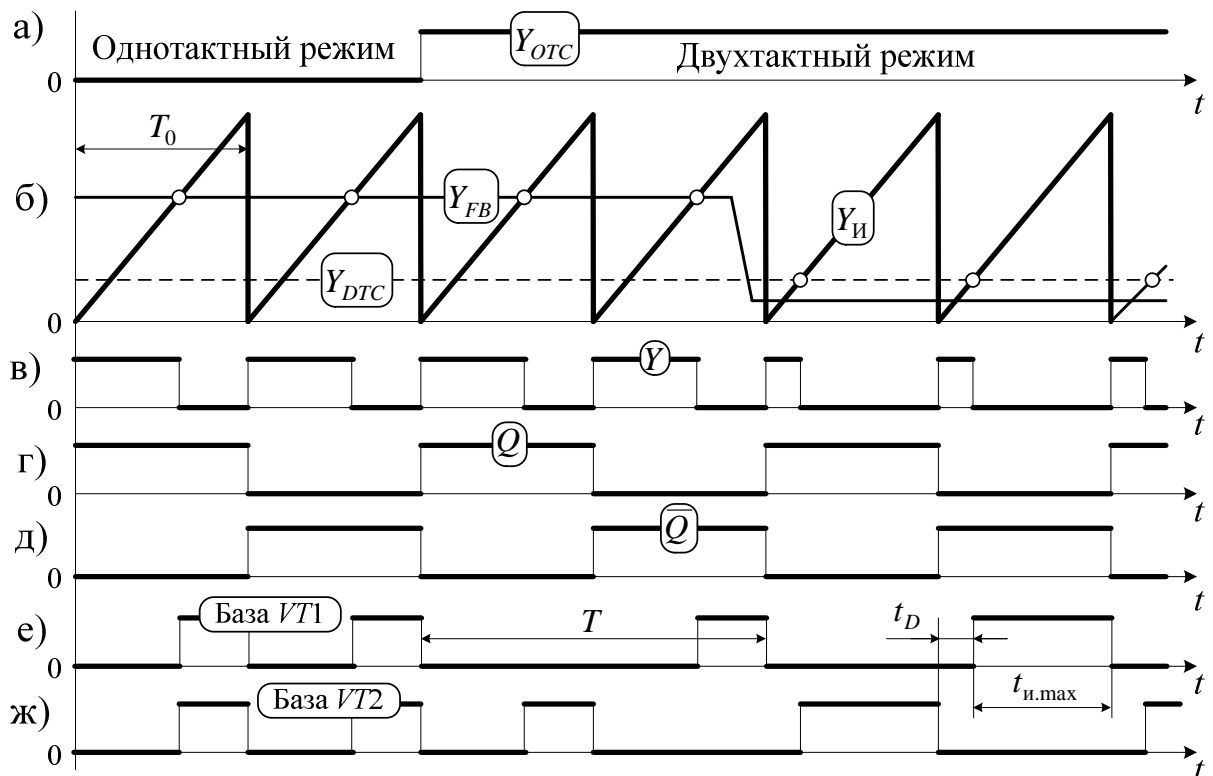 а)
Однотактный режим
Y_OTC
Двухтактный режим
0
t
T₀
б)
Y_FB
Y_И
Y_DTC
0
t
в)
Y
0
t
г)
Q
0
t
д)
Q̅
0
t
е)
База VT1
T
t_D
0
t
ж)
База VT2
t_и.max
0
t